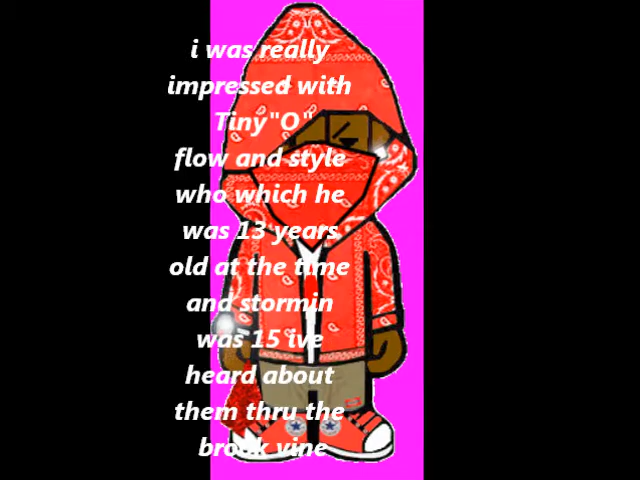 i was really
impressed with
Tiny"O"
flow and style
who which he
was 13 years
old at the time
and stormin
was 15 ive
heard about
them thru the
brook vine